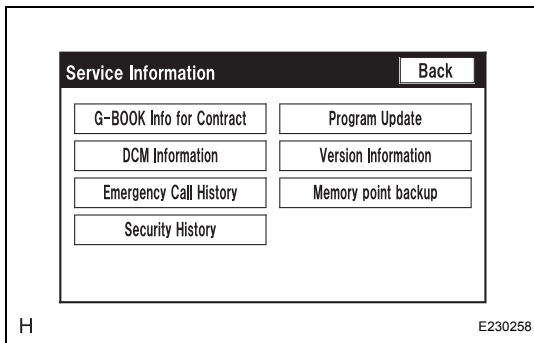 Service Information
Back
G-BOOK Info for Contract
Program Update
DCM Information
Version Information
Emergency Call History
Memory point backup
Security History
H
E230258